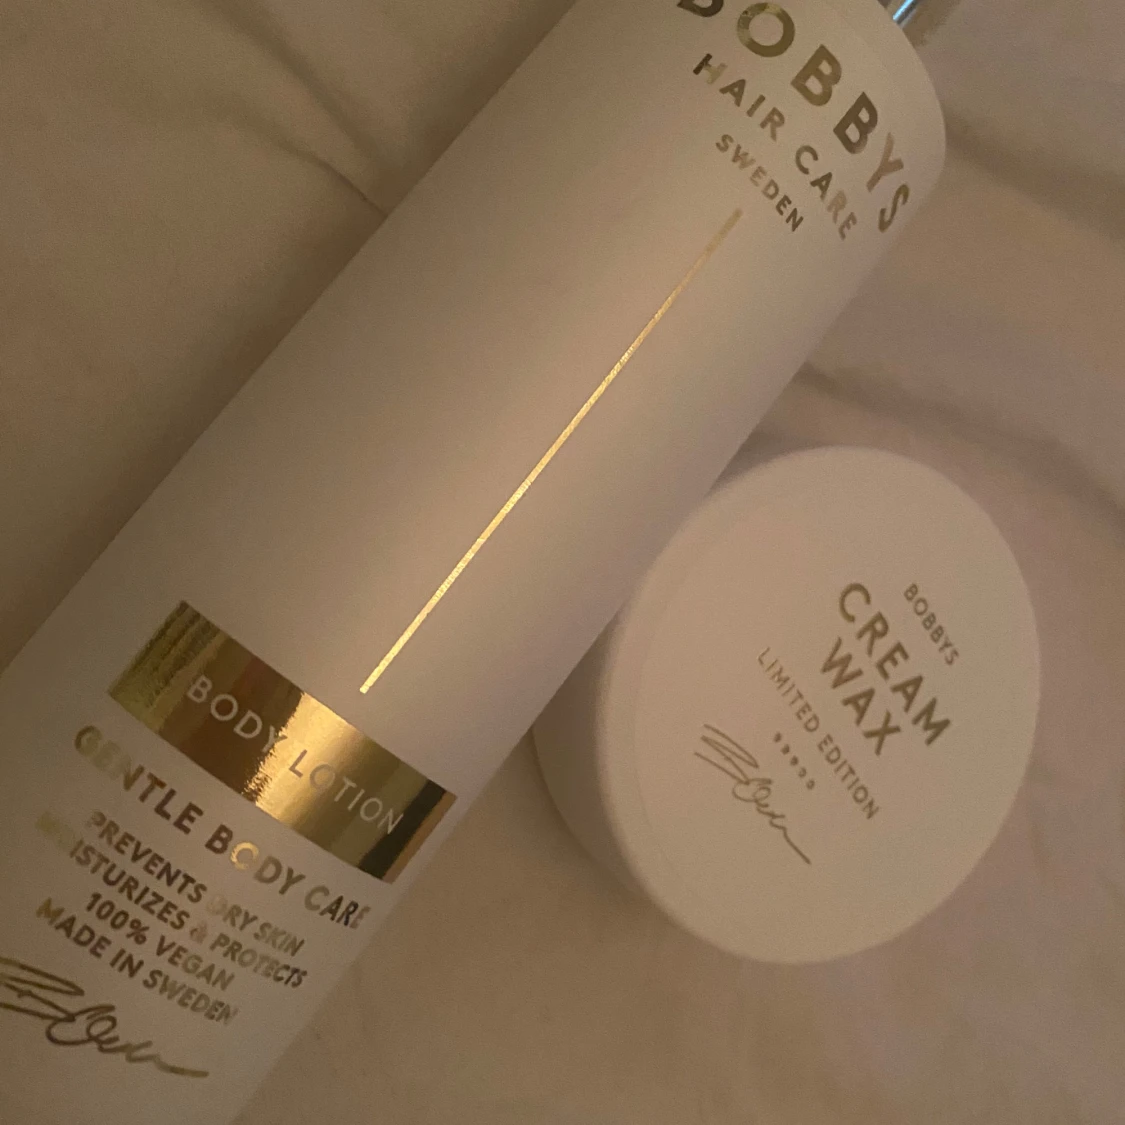 BOBBYS
HAIR CARE
SWEDEN
BODY LOTION
GENTLE BODY CARE
PREVENTS DRY SKIN
MOISTURIZES & PROTECTS
100% VEGAN
MADE IN SWEDEN
BOBBYS
CREAM
WAX
LIMITED EDITION